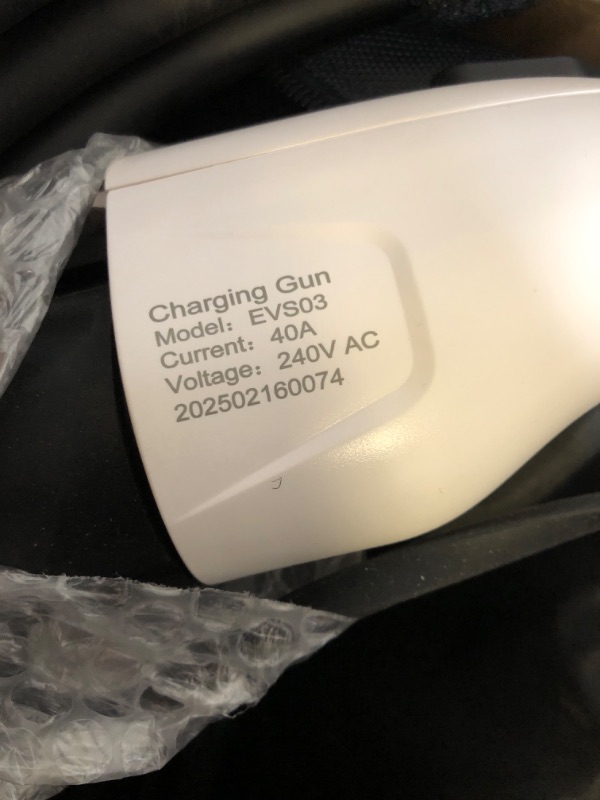 Charging Gun
Model： EVS03
Current： 40A
Voltage： 240V AC
202502160074